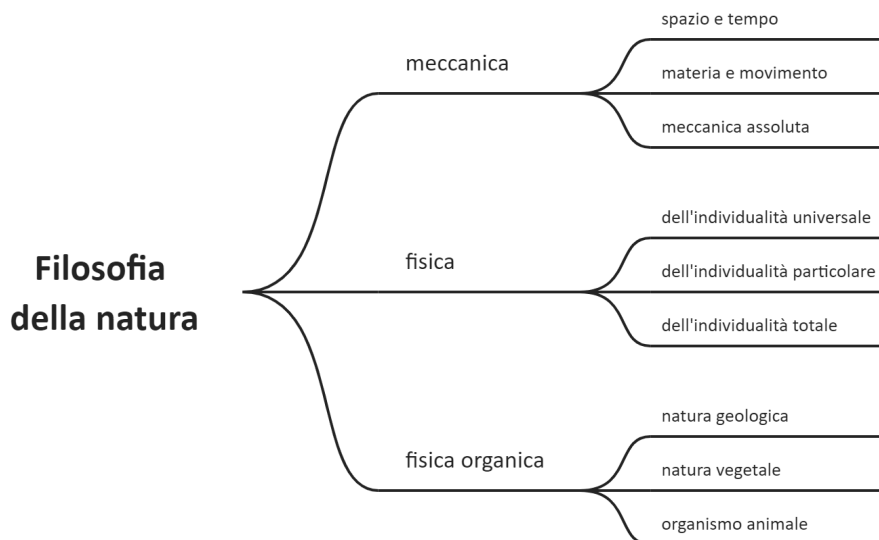 Filosofia
della natura
meccanica
spazio e tempo
materia e movimento
meccanica assoluta
fisica
dell'individualità universale
dell'individualità particolare
dell'individualità totale
fisica organica
natura geologica
natura vegetale
organismo animale